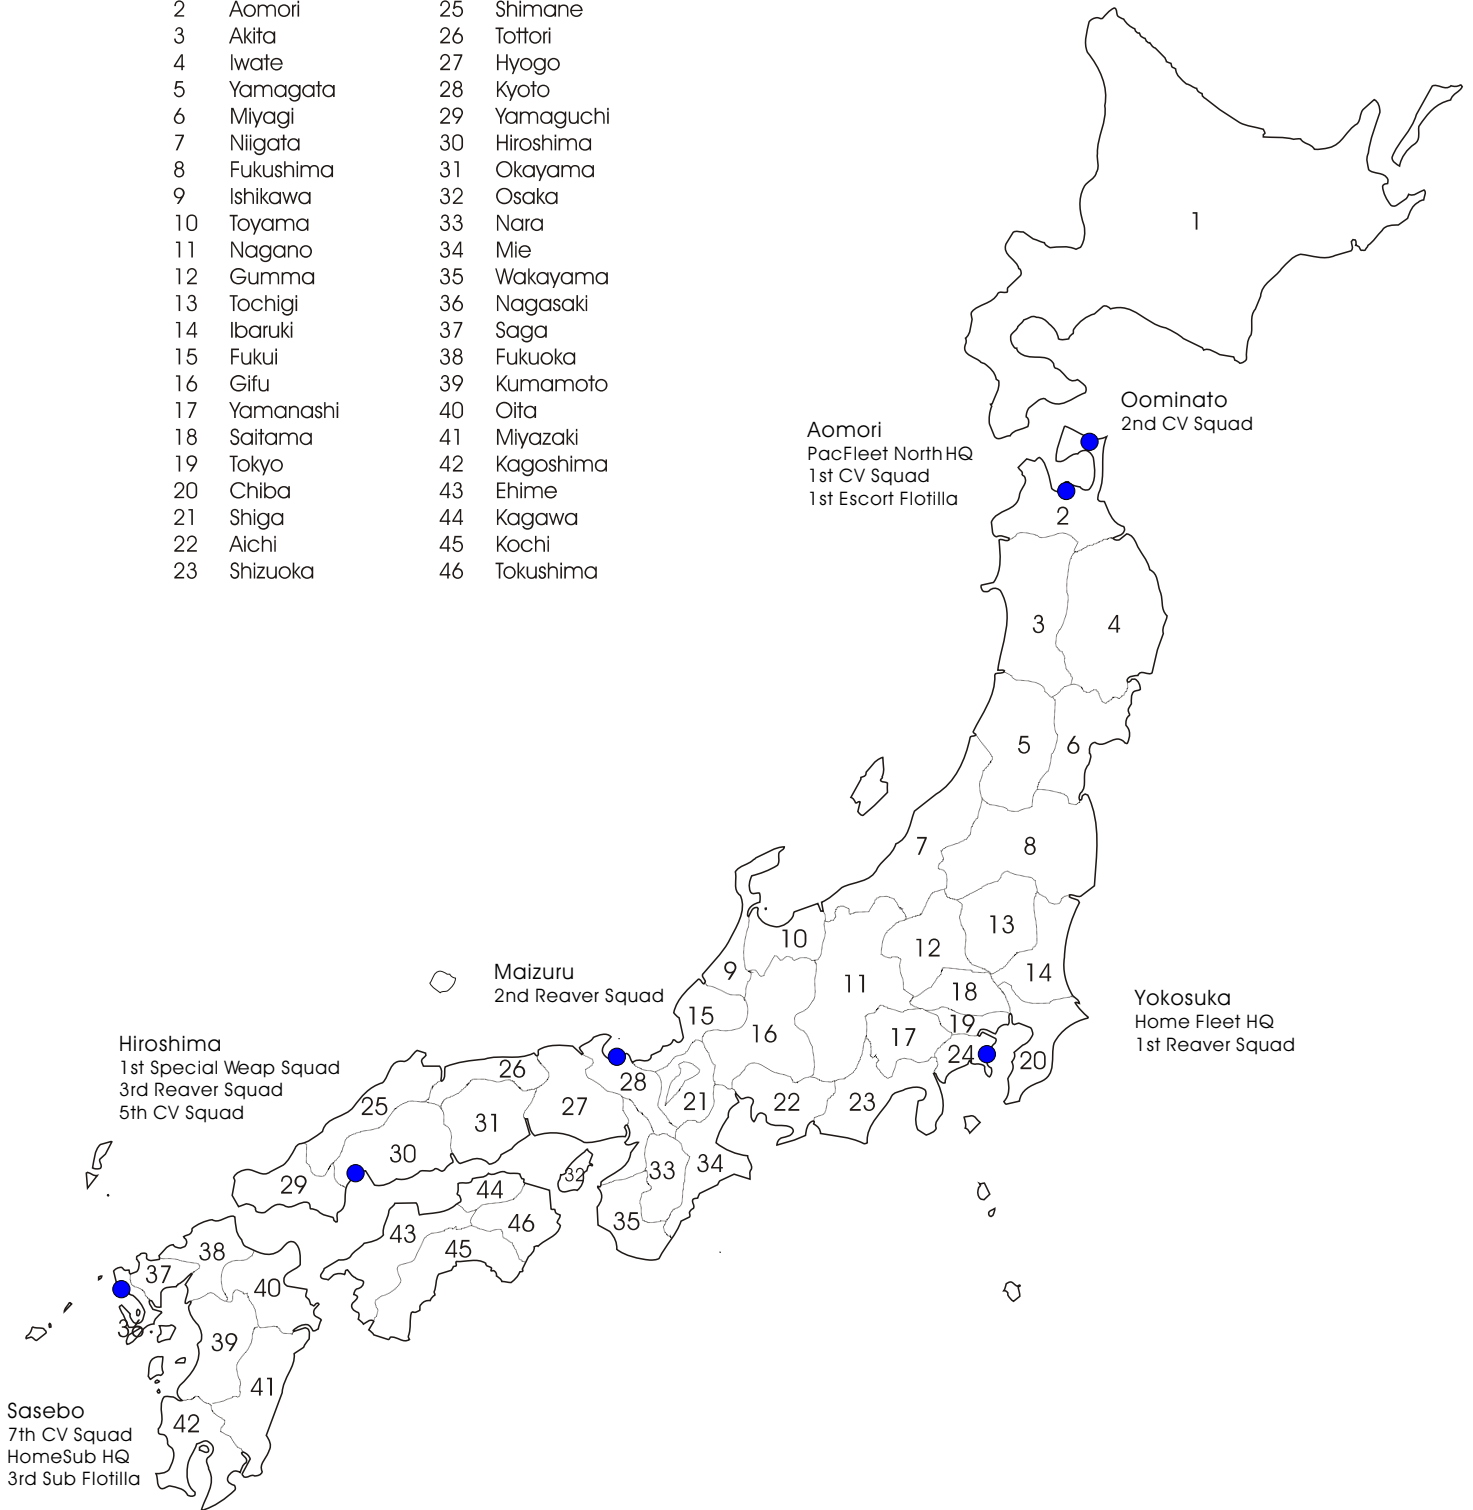 2 Aomori 25 Shimane
3 Akita 26 Tottori
4 Iwate 27 Hyogo
5 Yamagata 28 Kyoto
6 Miyagi 29 Yamaguchi
7 Niigata 30 Hiroshima
8 Fukushima 31 Okayama
9 Ishikawa 32 Osaka
10 Toyama 33 Nara
11 Nagano 34 Mie
12 Gumma 35 Wakayama
13 Tochigi 36 Nagasaki
14 Ibaruki 37 Saga
15 Fukui 38 Fukuoka
16 Gifu 39 Kumamoto
17 Yamanashi 40 Oita
18 Saitama 41 Miyazaki
19 Tokyo 42 Kagoshima
20 Chiba 43 Ehime
21 Shiga 44 Kagawa
22 Aichi 45 Kochi
23 Shizuoka 46 Tokushima
1
Oominato
2nd CV Squad
Aomori
PacFleet North HQ
1st CV Squad
1st Escort Flotilla
2
3
4
5
6
7
8
13
10
12
9
14
11
18
Maizuru
2nd Reaver Squad
Yokosuka
Home Fleet HQ
1st Reaver Squad
15
16
17
19
24
20
Hiroshima
1st Special Weap Squad
3rd Reaver Squad
5th CV Squad
26
28
25
27
21
22
23
31
30
29
32
33
34
44
35
43
46
45
38
37
40
36
39
41
42
Sasebo
7th CV Squad
HomeSub HQ
3rd Sub Flotilla